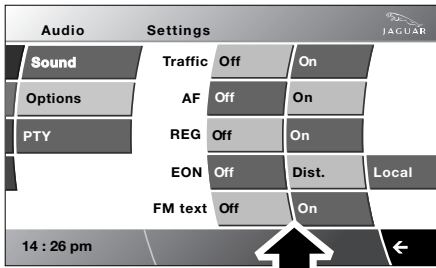 Audio Settings JAGUAR
Sound Traffic Off On
Options AF Off On
PTY REG Off On
EON Off Dist. Local
FM text Off On
14 : 26 pm